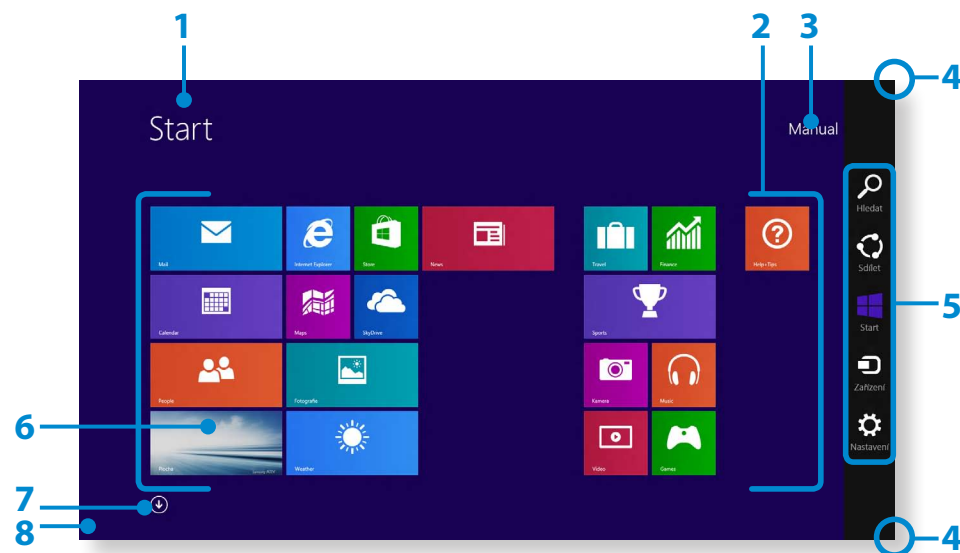 1
2
3
4
Start
Manual
Hledat
Sdílet
Start
Zařízení
Nastavení
5
Mail
Internet Explorer
Store
News
Travel
Finance
Help+Tips
Calendar
Maps
SkyDrive
Sports
People
Fotografie
Kamera
Music
Plocha
Weather
Video
Games
6
7
8
4